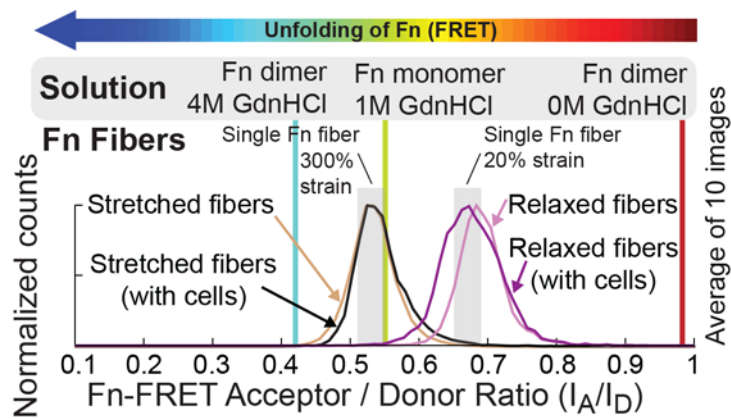 Unfolding of Fn (FRET)
Solution
Fn dimer
4M GdnHCl
Fn monomer
1M GdnHCl
Fn dimer
0M GdnHCl
Fn Fibers
Single Fn fiber
300%
strain
Single Fn fiber
20% strain
Stretched fibers
Stretched fibers
(with cells)
Relaxed fibers
Relaxed fibers
(with cells)
Normalized counts
Average of 10 images
0.1 0.2 0.3 0.4 0.5 0.6 0.7 0.8 0.9 1
Fn-FRET Acceptor / Donor Ratio (I_A/I_D)